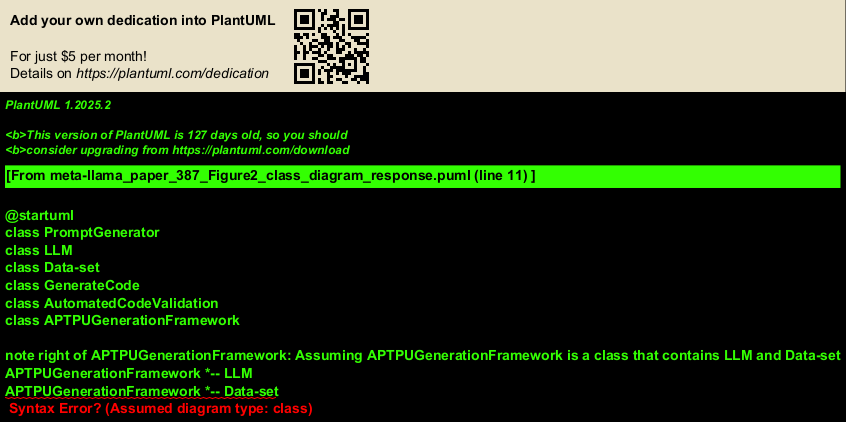 Add your own dedication into PlantUML
For just $5 per month!
Details on https://plantuml.com/dedication
PlantUML 1.2025.2
<b>This version of PlantUML is 127 days old, so you should
<b>consider upgrading from https://plantuml.com/download
[From meta-llama_paper_387_Figure2_class_diagram_response.puml (line 11) ]
@startuml
class PromptGenerator
class LLM
class Data-set
class GenerateCode
class AutomatedCodeValidation
class APTPUGenerationFramework
note right of APTPUGenerationFramework: Assuming APTPUGenerationFramework is a class that contains LLM and Data-set
APTPUGenerationFramework *-- LLM
APTPUGenerationFramework *-- Data-set
Syntax Error? (Assumed diagram type: class)